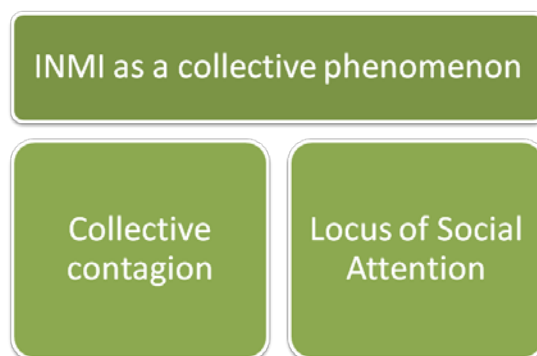 INMI as a collective phenomenon
Collective
contagion
Locus of Social
Attention